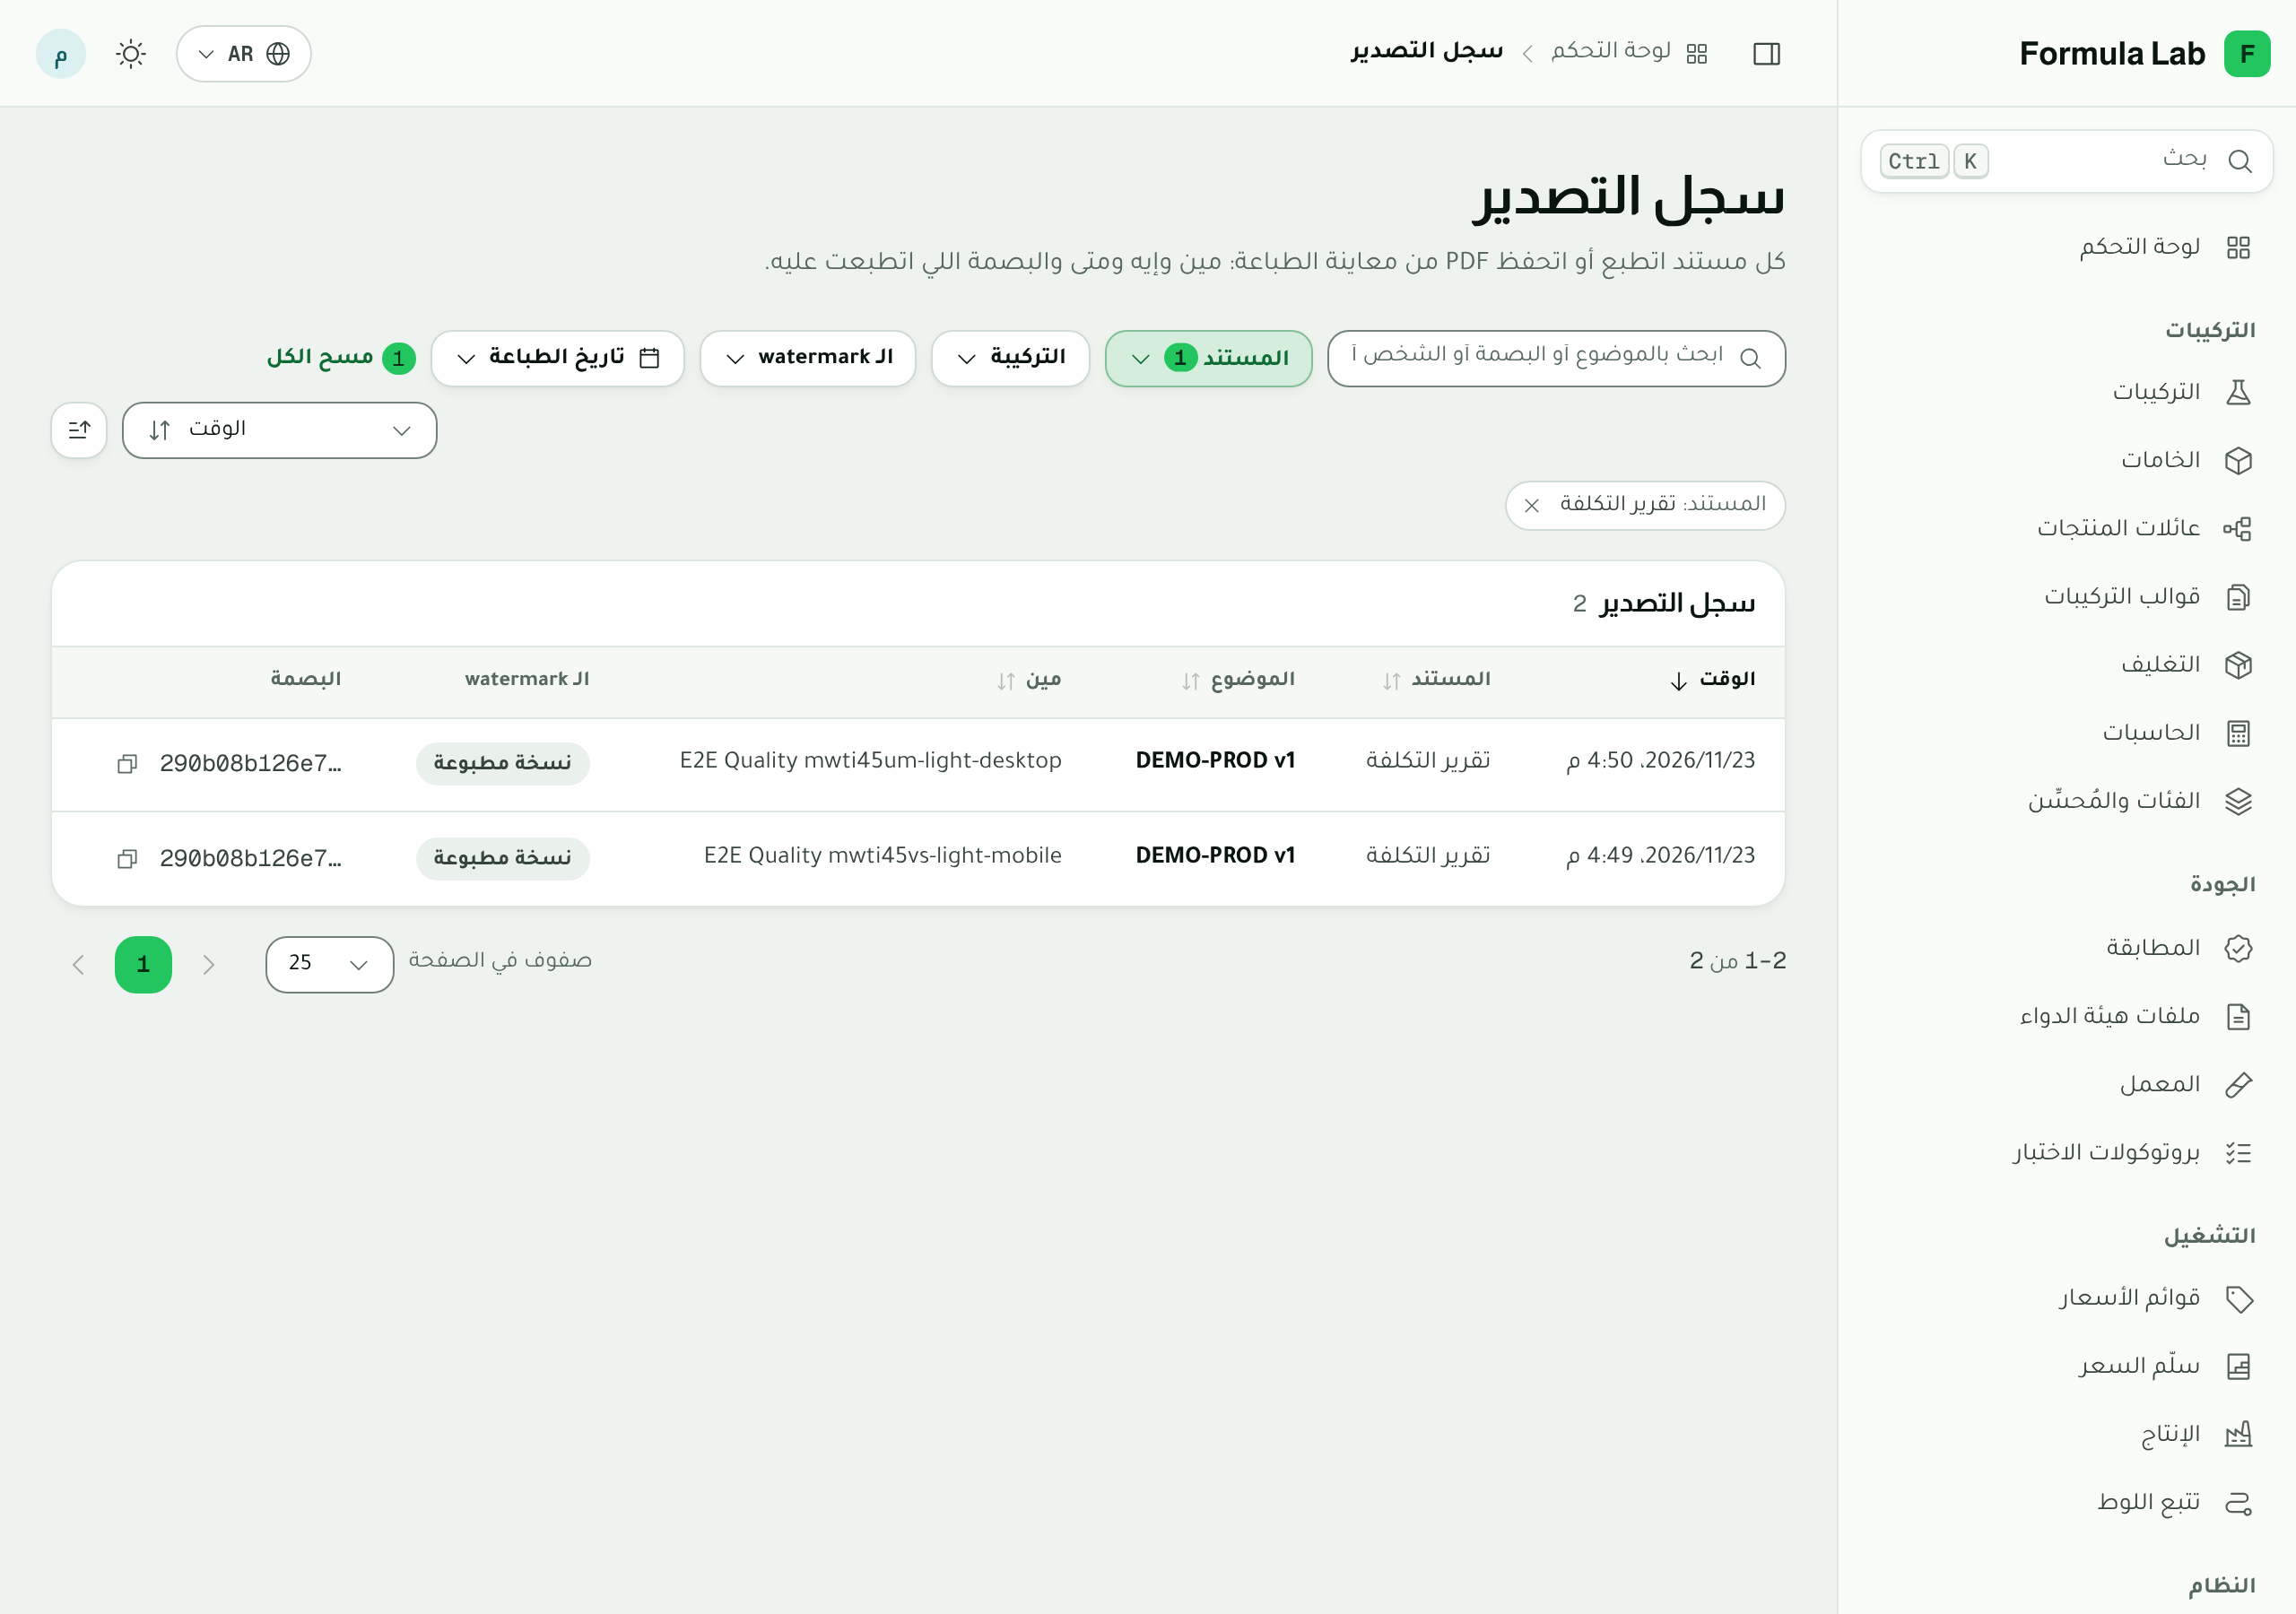 F Formula Lab
لوحة التحكم
سجل التصدير
AR
م
بحث
Ctrl K
لوحة التحكم
التركيبات
التركيبات
الخامات
عائلات المنتجات
قوالب التركيبات
التغليف
الحاسبات
الفئات والمُحسِّن
الجودة
المطابقة
ملفات هيئة الدواء
المعمل
بروتوكولات الاختبار
التشغيل
قوائم الأسعار
سلّم السعر
الإنتاج
تتبع اللوط
النظام
سجل التصدير
كل مستند اتطبع أو اتحفظ PDF من معاينة الطباعة: مين وإيه ومتى والبصمة اللي اتطبعت عليه.
ابحث بالموضوع أو البصمة أو الشخص أ
المستند 1
التركيبة
الـ watermark
تاريخ الطباعة
1 مسح الكل
الوقت
المستند: تقرير التكلفة
سجل التصدير 2
الوقت المستند الموضوع مين الـ watermark البصمة
2026/11/23، 4:50 م تقرير التكلفة DEMO-PROD v1 E2E Quality mwti45um-light-desktop نسخة مطبوعة 290b08b126e7…
2026/11/23، 4:49 م تقرير التكلفة DEMO-PROD v1 E2E Quality mwti45vs-light-mobile نسخة مطبوعة 290b08b126e7…
1–2 من 2
صفوف في الصفحة 25
1